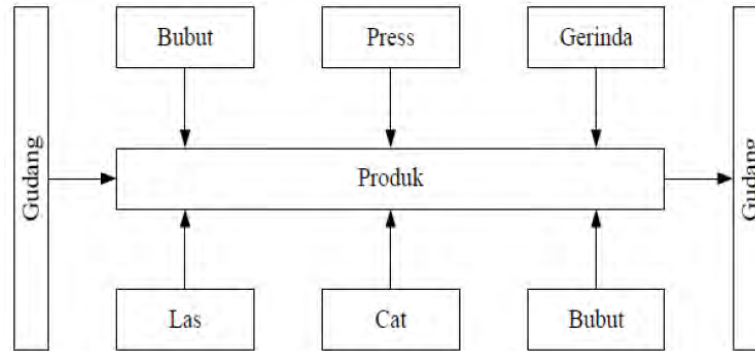 Gudang
Bubut
Press
Gerinda
Produk
Las
Cat
Bubut
Gudang